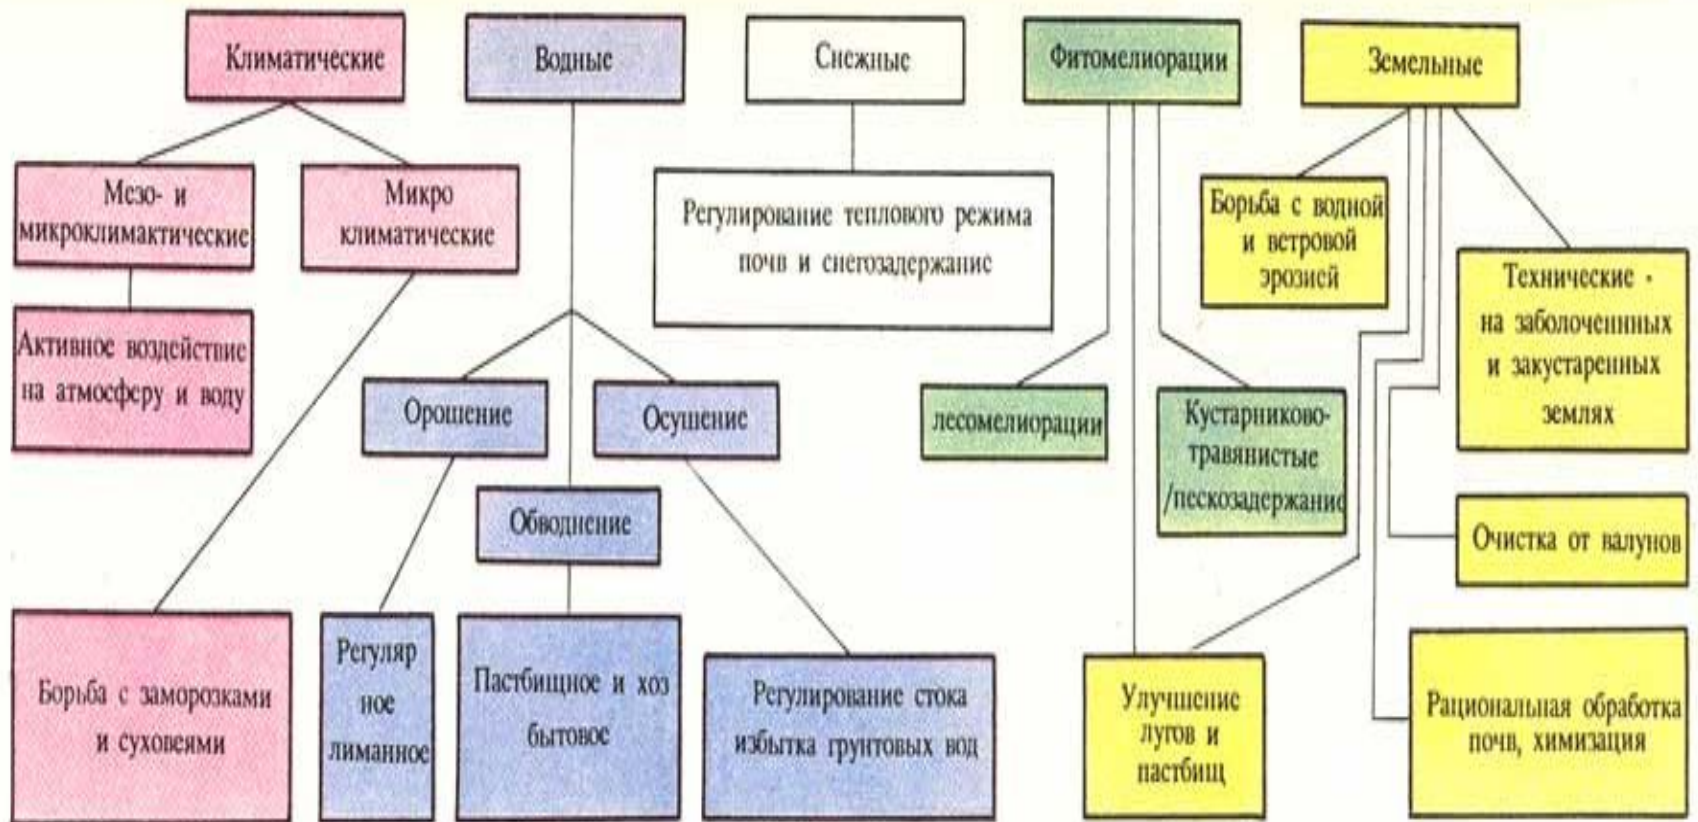 Климатические
Водные
Снежные
Фитомелиорации
Земельные
Мезо- и
микроклимактические
Микро
климатические
Регулирование теплового режима
почв и снегозадержание
Борьба с водной
и ветровой
эрозией
Технические -
на заболоченнных
и закустаренных
землях
Активное воздействие
на атмосферу и воду
Орошение
Осушение
лесомелиорации
Кустарниково-
травянистые
/пескозадержание
Обводнение
Очистка от валунов
Борьба с заморозками
и суховеями
Регуляр
ное
лиманное
Пастбищное и хоз
бытовое
Регулирование стока
избытка грунтовых вод
Улучшение
лугов и
пастбищ
Рациональная обработка
почв, химизация